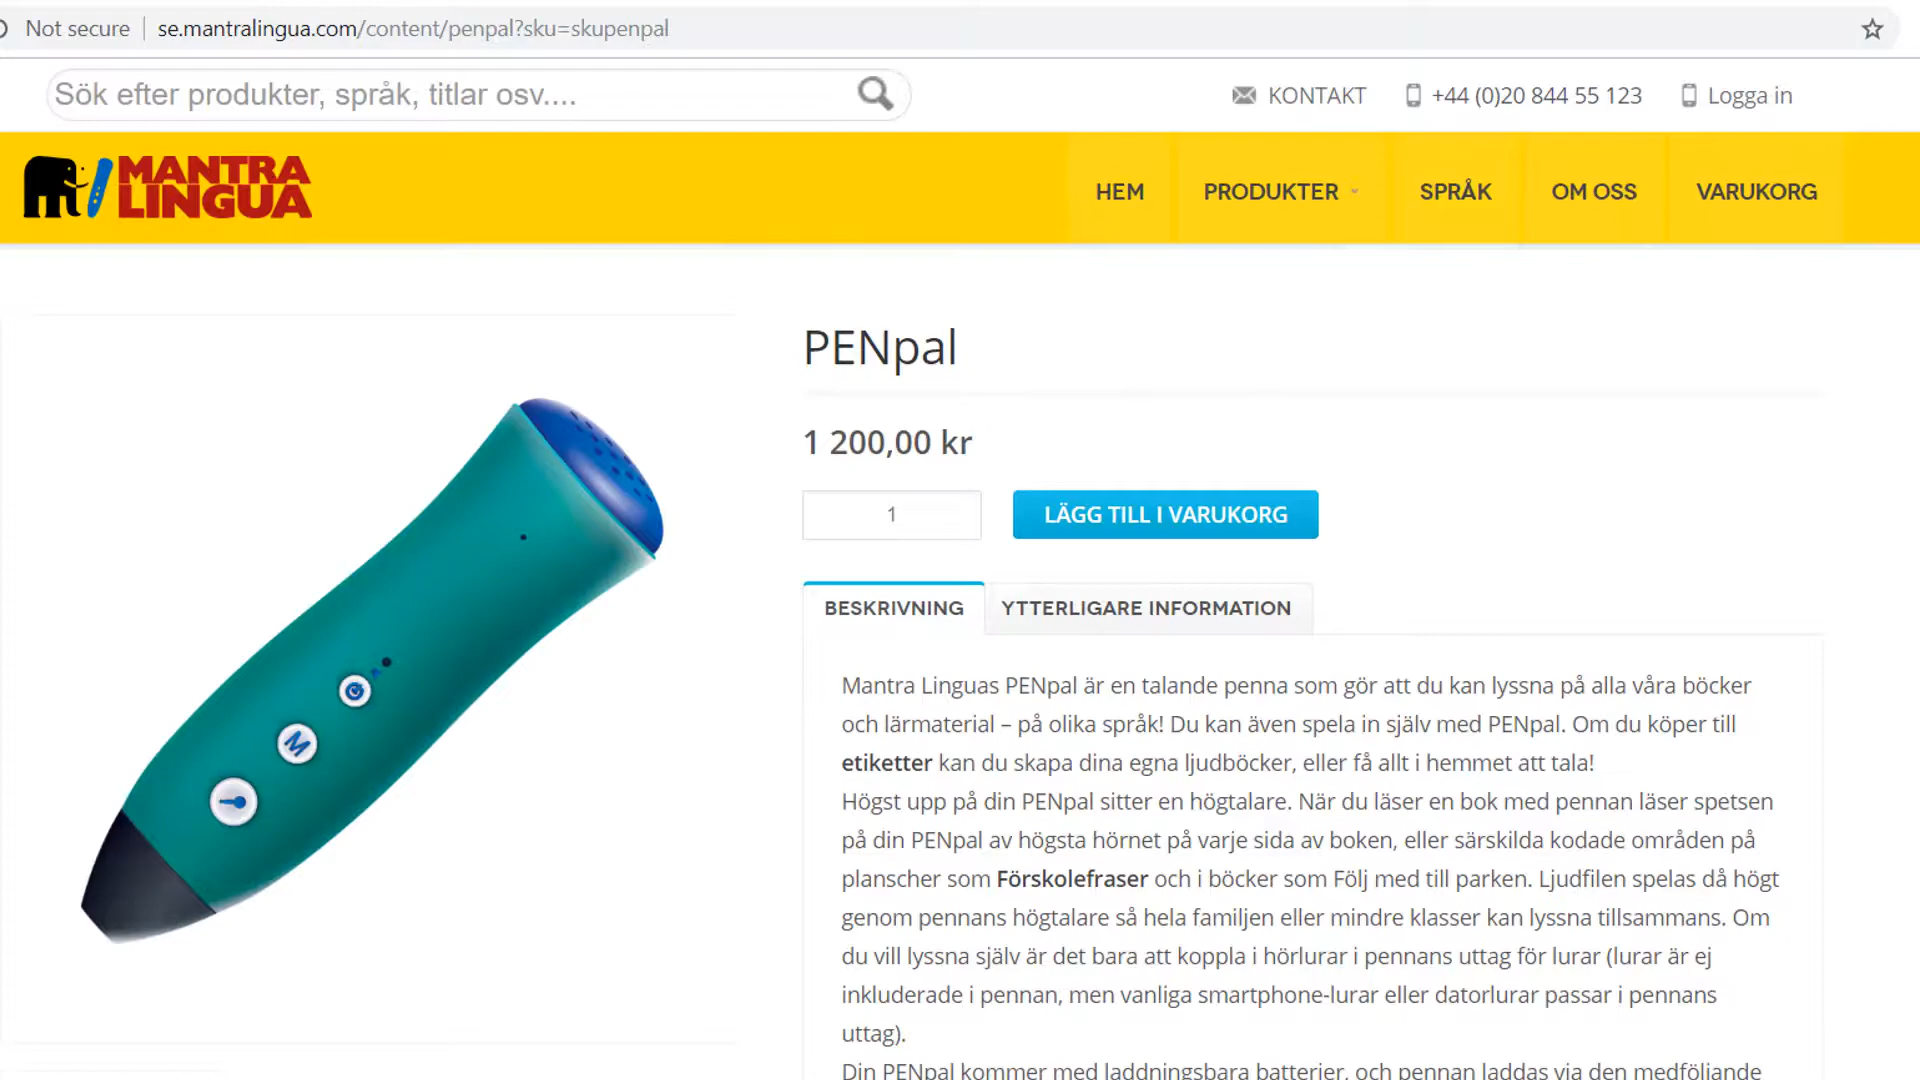 Not secure
se.mantralingua.com/content/penpal?sku=skupenpal
Sök efter produkter, språk, titlar osv....
KONTAKT
+44 (0)20 844 55 123
Logga in
MANTRA
LINGUA
HEM
PRODUKTER
SPRÅK
OM OSS
VARUKORG
PENpal
1 200,00 kr
1
LÄGG TILL I VARUKORG
M
BESKRIVNING
YTTERLIGARE INFORMATION
Mantra Linguas PENpal är en talande penna som gör att du kan lyssna på alla våra böcker
och lärmaterial – på olika språk! Du kan även spela in själv med PENpal. Om du köper till
etiketter kan du skapa dina egna ljudböcker, eller få allt i hemmet att tala!
Högst upp på din PENpal sitter en högtalare. När du läser en bok med pennan läser spetsen
på din PENpal av högsta hörnet på varje sida av boken, eller särskilda kodade områden på
planscher som Förskolefraser och i böcker som Följ med till parken. Ljudfilen spelas då högt
genom pennans högtalare så hela familjen eller mindre klasser kan lyssna tillsammans. Om
du vill lyssna själv är det bara att koppla i hörlurar i pennans uttag för lurar (lurar är ej
inkluderade i pennan, men vanliga smartphone-lurar eller datorlurar passar i pennans
uttag).
Din PENpal kommer med laddningsbara batterier, och pennan laddas via den medföljande